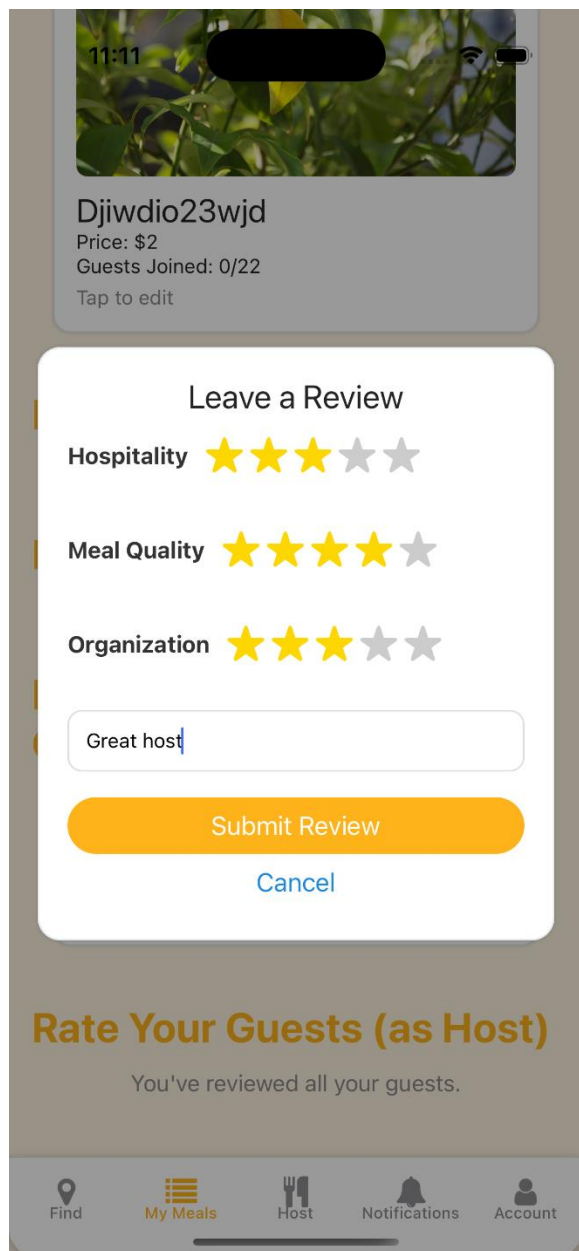 11:11
Djiwdio23wjd
Price: $2
Guests Joined: 0/22
Tap to edit
Leave a Review
Hospitality
Meal Quality
Organization
Great host
Submit Review
Cancel
Rate Your Guests (as Host)
You've reviewed all your guests.
Find My Meals Host Notifications Account